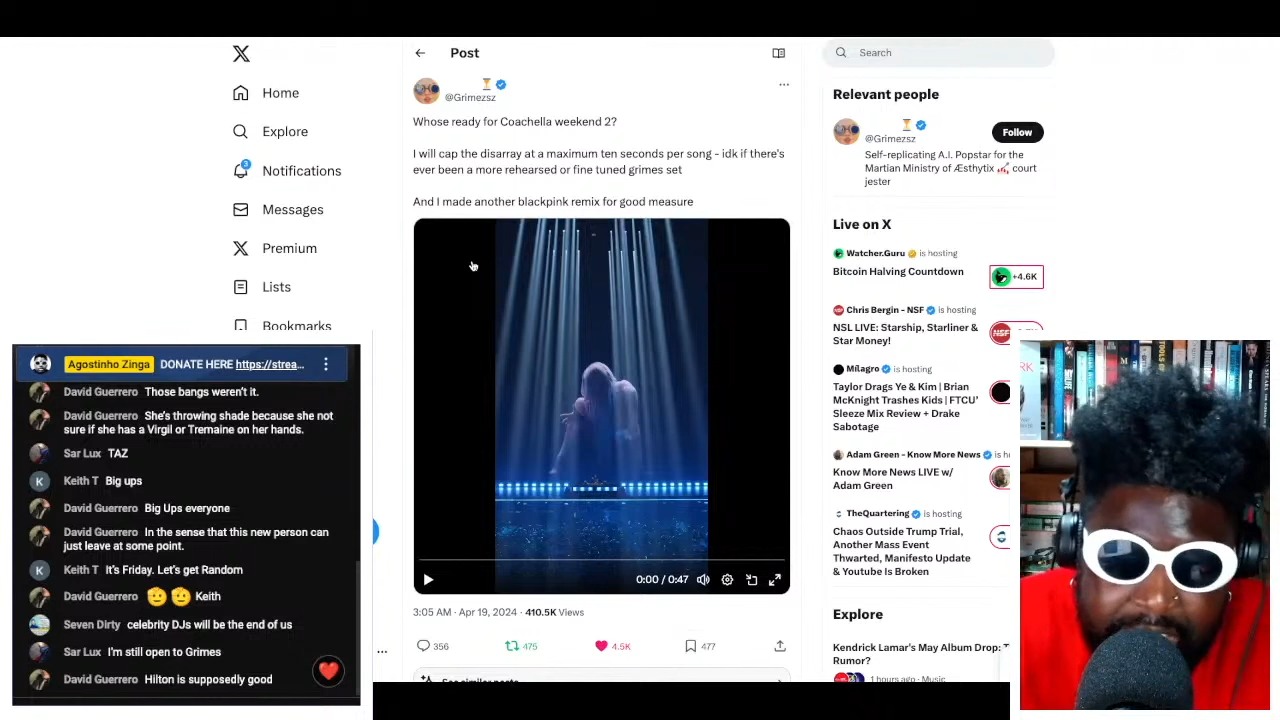 Home
Explore
3
Notifications
Messages
Premium
Lists
Bookmarks
Post
@Grimezsz
Whose ready for Coachella weekend 2?
I will cap the disarray at a maximum ten seconds per song - idk if there's
ever been a more rehearsed or fine tuned grimes set
And I made another blackpink remix for good measure
0:00 / 0:47
3:05 AM · Apr 19, 2024 · 410.5K Views
356
475
4.5K
477
See similar posts
Search
Relevant people
@Grimezsz
Follow
Self-replicating A.I. Popstar for the
Martian Ministry of Æsthytix court
jester
Live on X
Watcher.Guru is hosting
Bitcoin Halving Countdown
+4.6K
Chris Bergin - NSF is hosting
NSL LIVE: Starship, Starliner &
Star Money!
NSF
Milagro is hosting
Taylor Drags Ye & Kim | Brian
McKnight Trashes Kids | FTCU'
Sleeze Mix Review + Drake
Sabotage
Adam Green - Know More News is h
Know More News LIVE w/
Adam Green
TheQuartering is hosting
Chaos Outside Trump Trial,
Another Mass Event
Thwarted, Manifesto Update
& Youtube Is Broken
Explore
Kendrick Lamar's May Album Drop:
Rumor?
1 hours ago · Music
Agostinho Zinga DONATE HERE https://strea...
David Guerrero Those bangs weren't it.
David Guerrero She's throwing shade because she not
sure if she has a Virgil or Tremaine on her hands.
Sar Lux TAZ
K Keith T Big ups
David Guerrero Big Ups everyone
David Guerrero In the sense that this new person can
just leave at some point.
K Keith T It's Friday. Let's get Random
David Guerrero Keith
Seven Dirty celebrity DJs will be the end of us
Sar Lux I'm still open to Grimes
David Guerrero Hilton is supposedly good